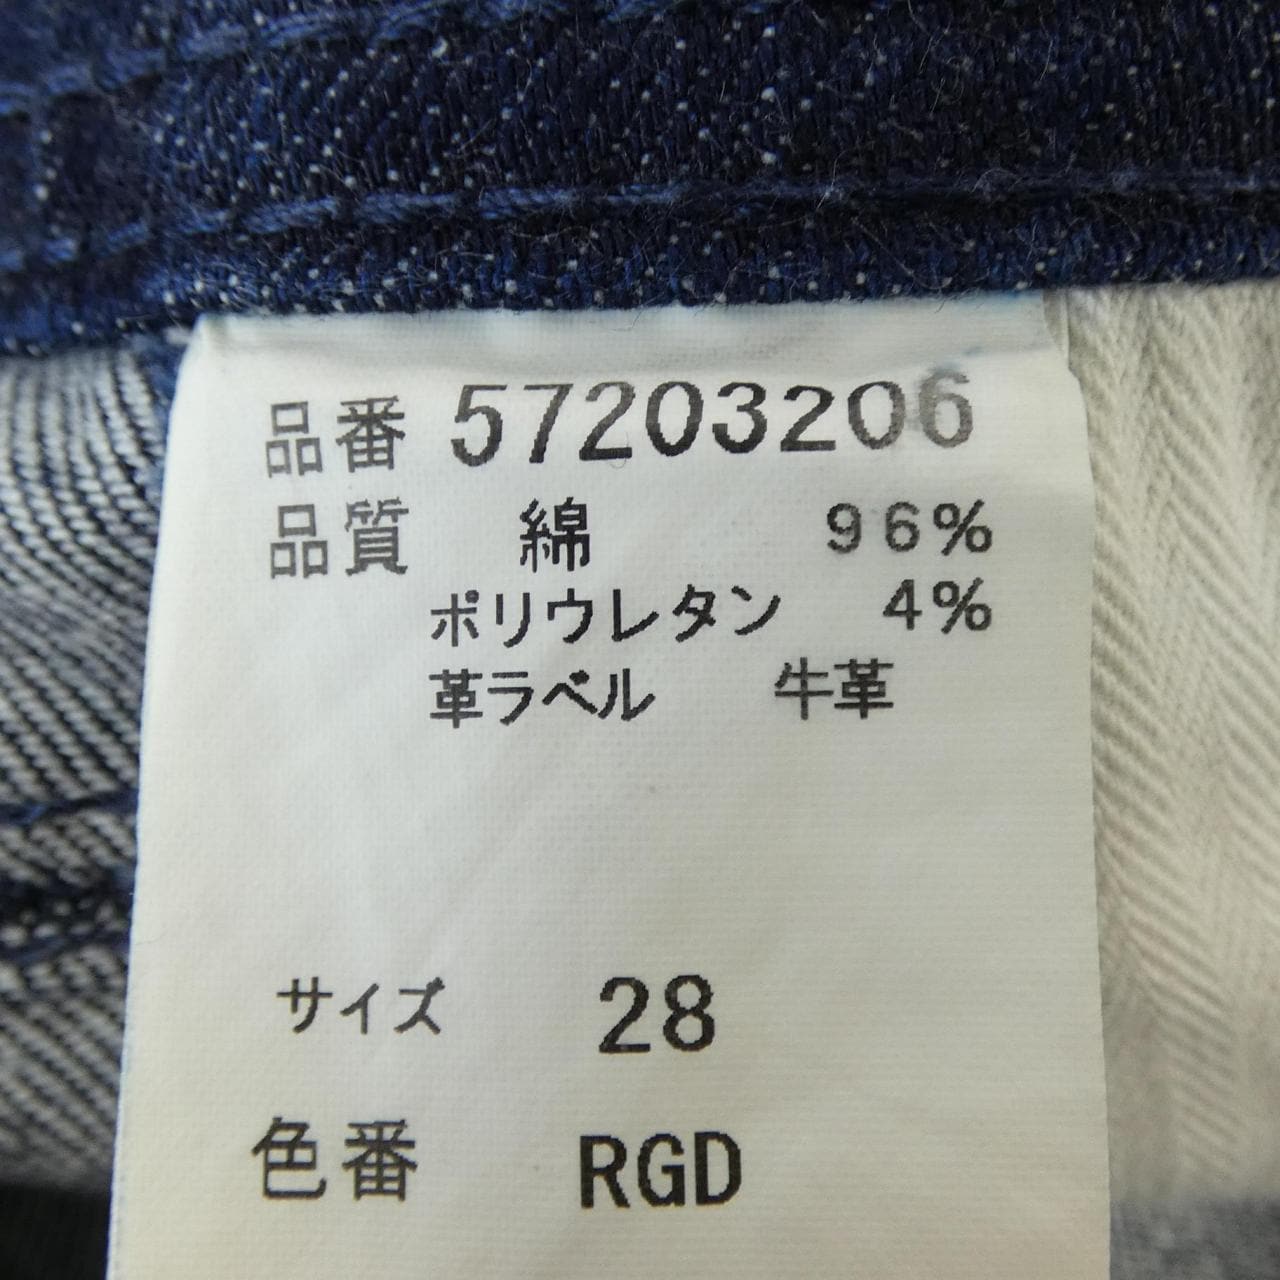 品番 57203206
品質 綿 96%
ポリウレタン 4%
革ラベル 牛革
サイズ 28
色番 RGD